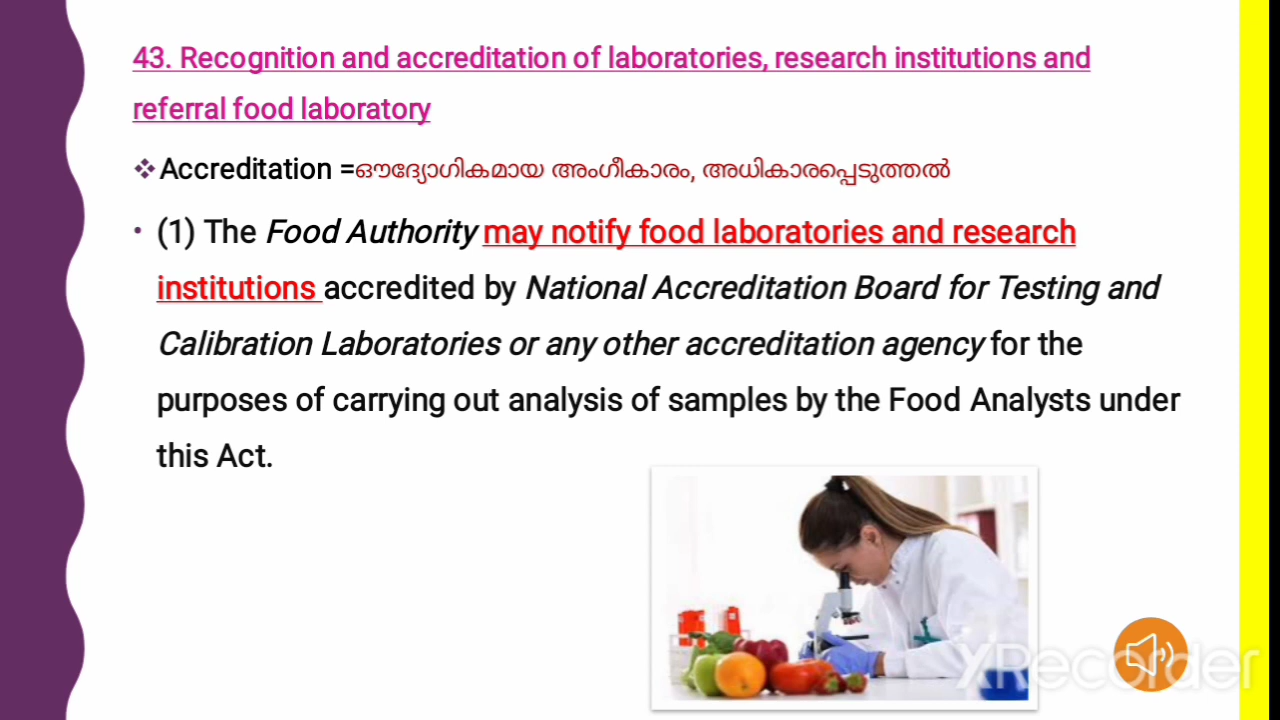 43. Recognition and accreditation of laboratories, research institutions and
referral food laboratory
Accreditation =ഔദ്യോഗികമായ അംഗീകാരം, അധികാരപ്പെടുത്തൽ
(1) The Food Authority may notify food laboratories and research
institutions accredited by National Accreditation Board for Testing and
Calibration Laboratories or any other accreditation agency for the
purposes of carrying out analysis of samples by the Food Analysts under
this Act.
XRecorder